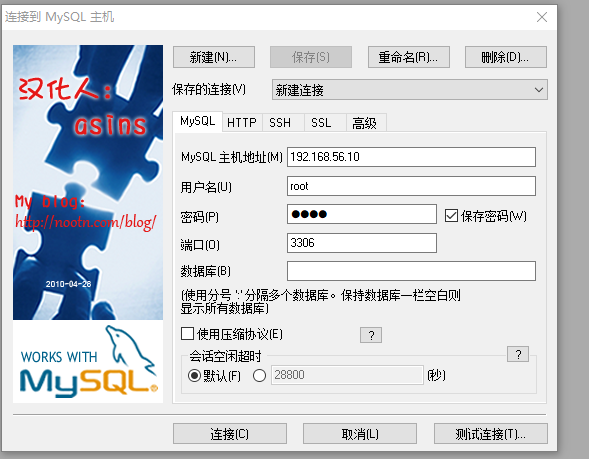 连接到 MySQL 主机
汉化人：
asins
My blog:
http://nootn.com/blog/
2010-04-26
WORKS WITH
MySQL®
新建(N)...
保存(S)
重命名(R)...
删除(D)...
保存的连接(V)
新建连接
MySQL
HTTP
SSH
SSL
高级
MySQL 主机地址(M)
192.168.56.10
用户名(U)
root
密码(P)
●●●●
保存密码(W)
端口(O)
3306
数据库(B)
(使用分号 ';' 分隔多个数据库。保持数据库一栏空白则
显示所有数据库)
使用压缩协议(E)
?
会话空闲超时
?
默认(F)
28800
(秒)
连接(C)
取消(L)
测试连接(T)...